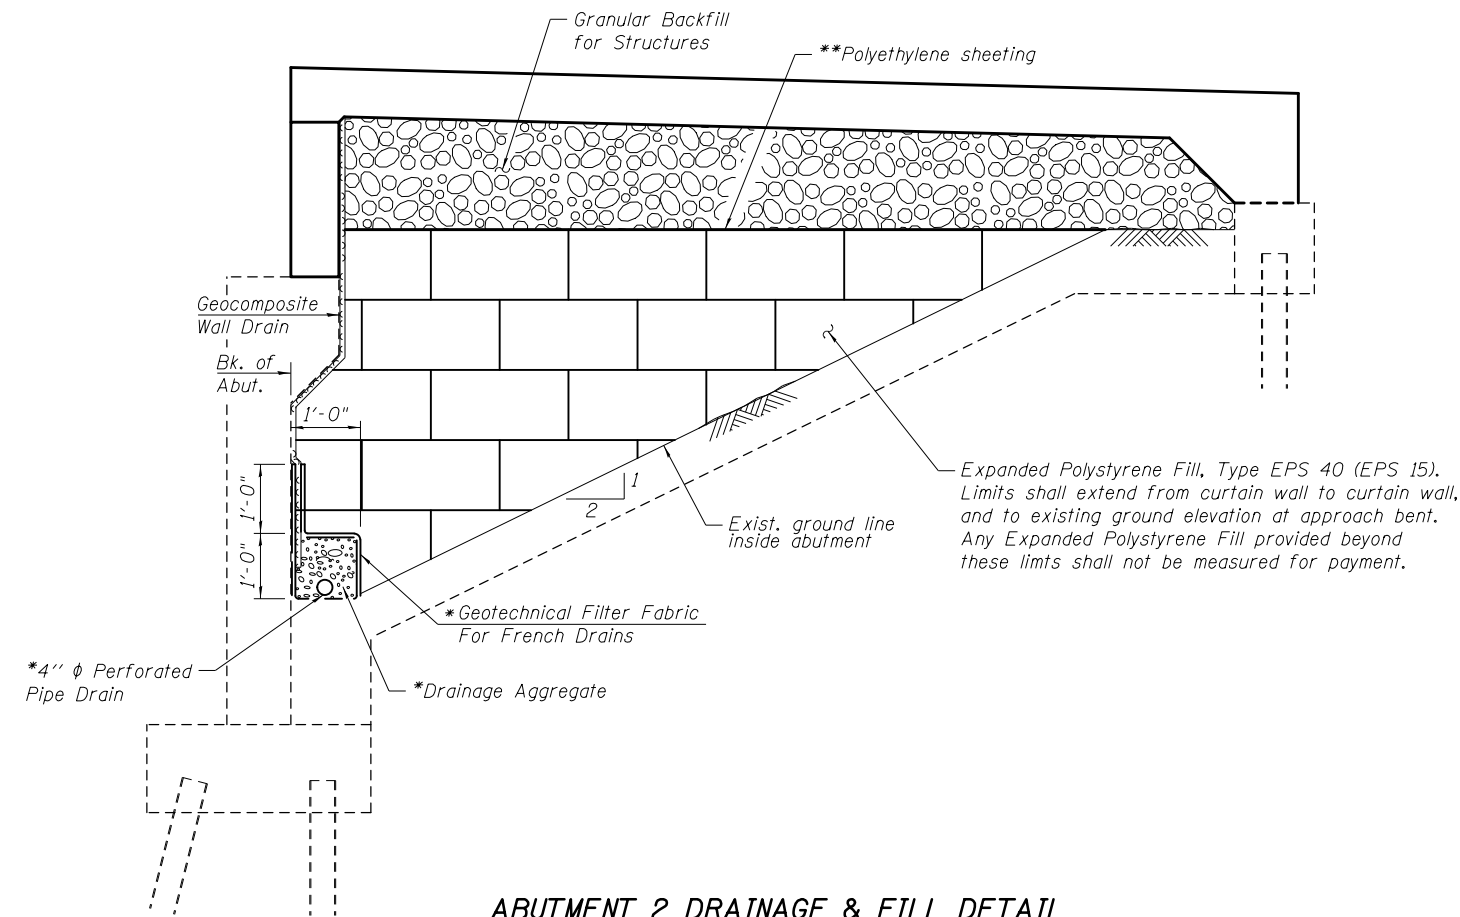 Granular Backfill
for Structures
**Polyethylene sheeting
Geocomposite
Wall Drain
Bk. of
Abut.
1'-0"
1'-0"
1'-0"
1
2
Exist. ground line
inside abutment
Expanded Polystyrene Fill, Type EPS 40 (EPS 15).
Limits shall extend from curtain wall to curtain wall,
and to existing ground elevation at approach bent.
Any Expanded Polystyrene Fill provided beyond
these limts shall not be measured for payment.
*Geotechnical Filter Fabric
For French Drains
*4'' ϕ Perforated
Pipe Drain
*Drainage Aggregate
ABUTMENT 2 DRAINAGE & FILL DETAIL